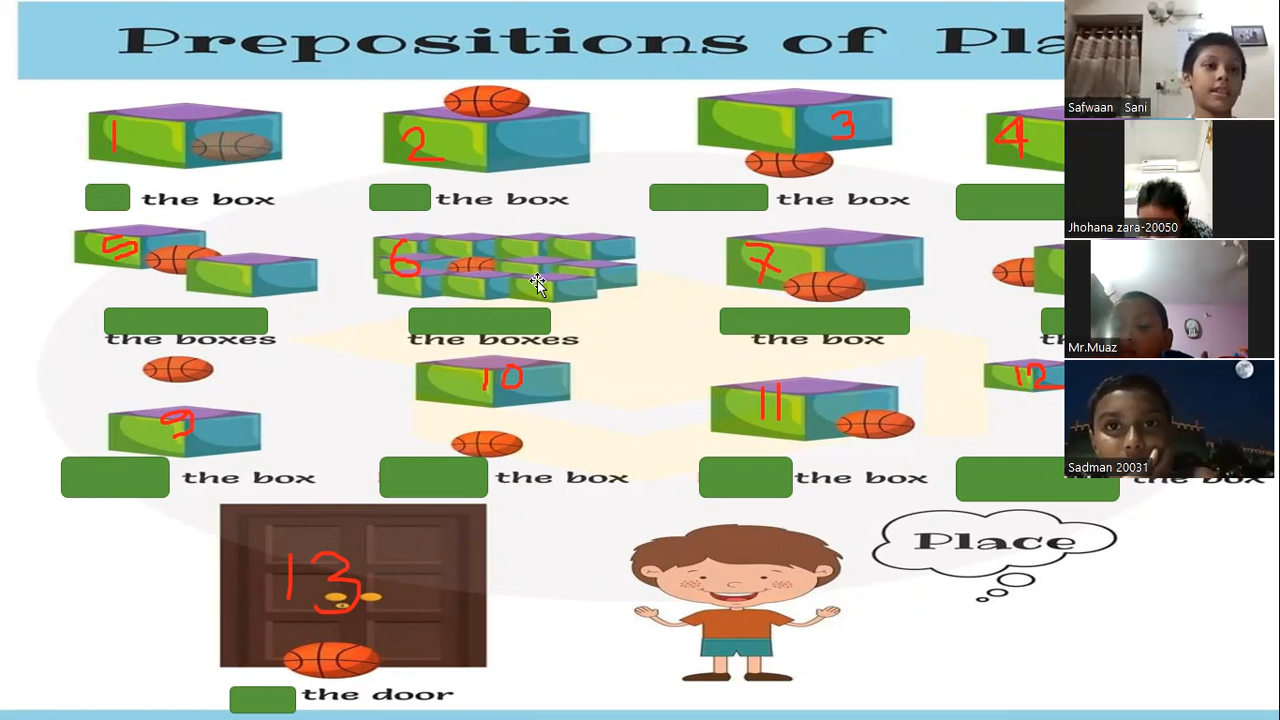 Prepositions of Pla
1
2
3
4
the box
the box
the box
5
6
7
the boxes
the boxes
the box
9
10
11
12
the box
the box
the box
the box
13
Place
the door
Safwaan Sani
Jhohana zara-20050
Mr.Muaz
Sadman 20031